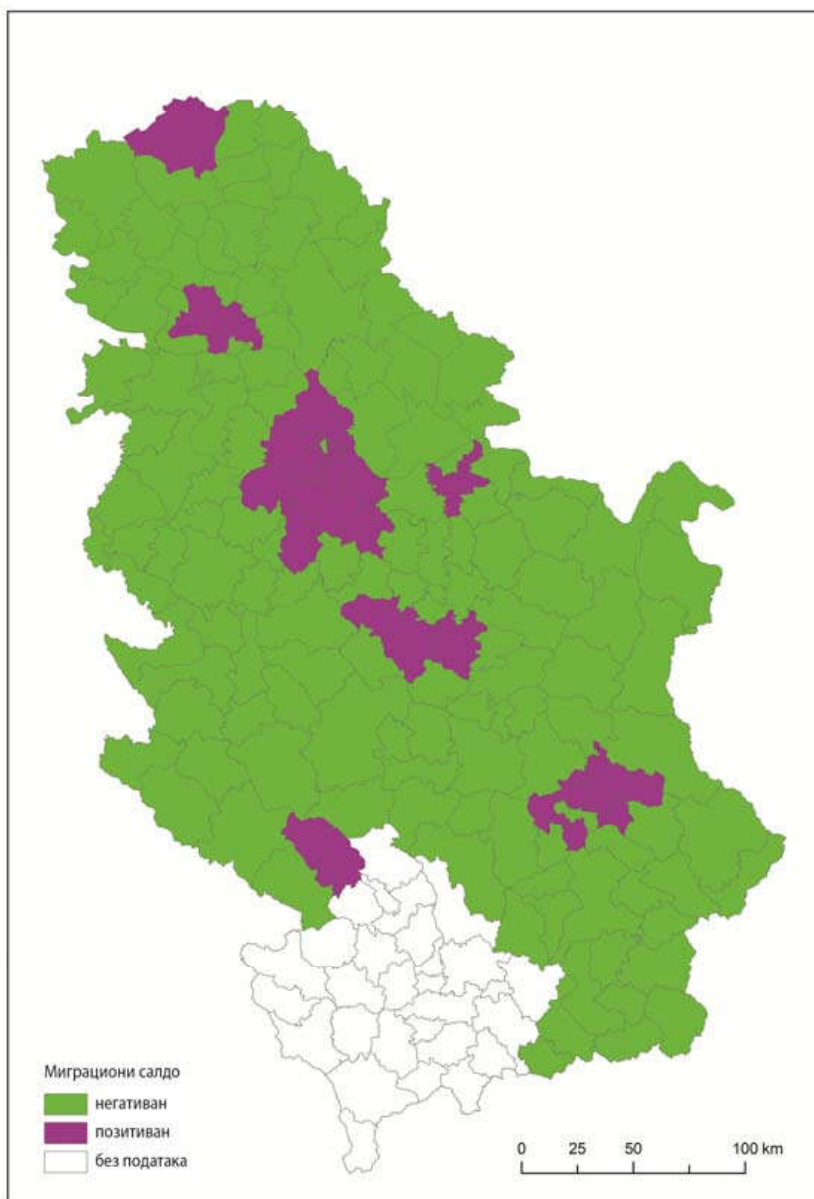 Миграциони салдо
негативан
позитиван
без података
0 25 50 100 km